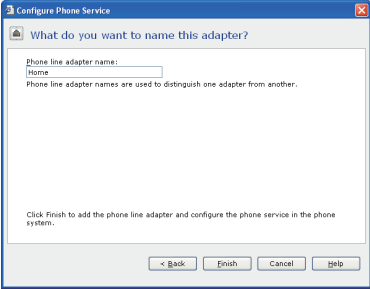 Configure Phone Service
What do you want to name this adapter?
Phone line adapter name:
Home
Phone line adapter names are used to distinguish one adapter from another.
Click Finish to add the phone line adapter and configure the phone service in the phone
system.
< Back Finish Cancel Help